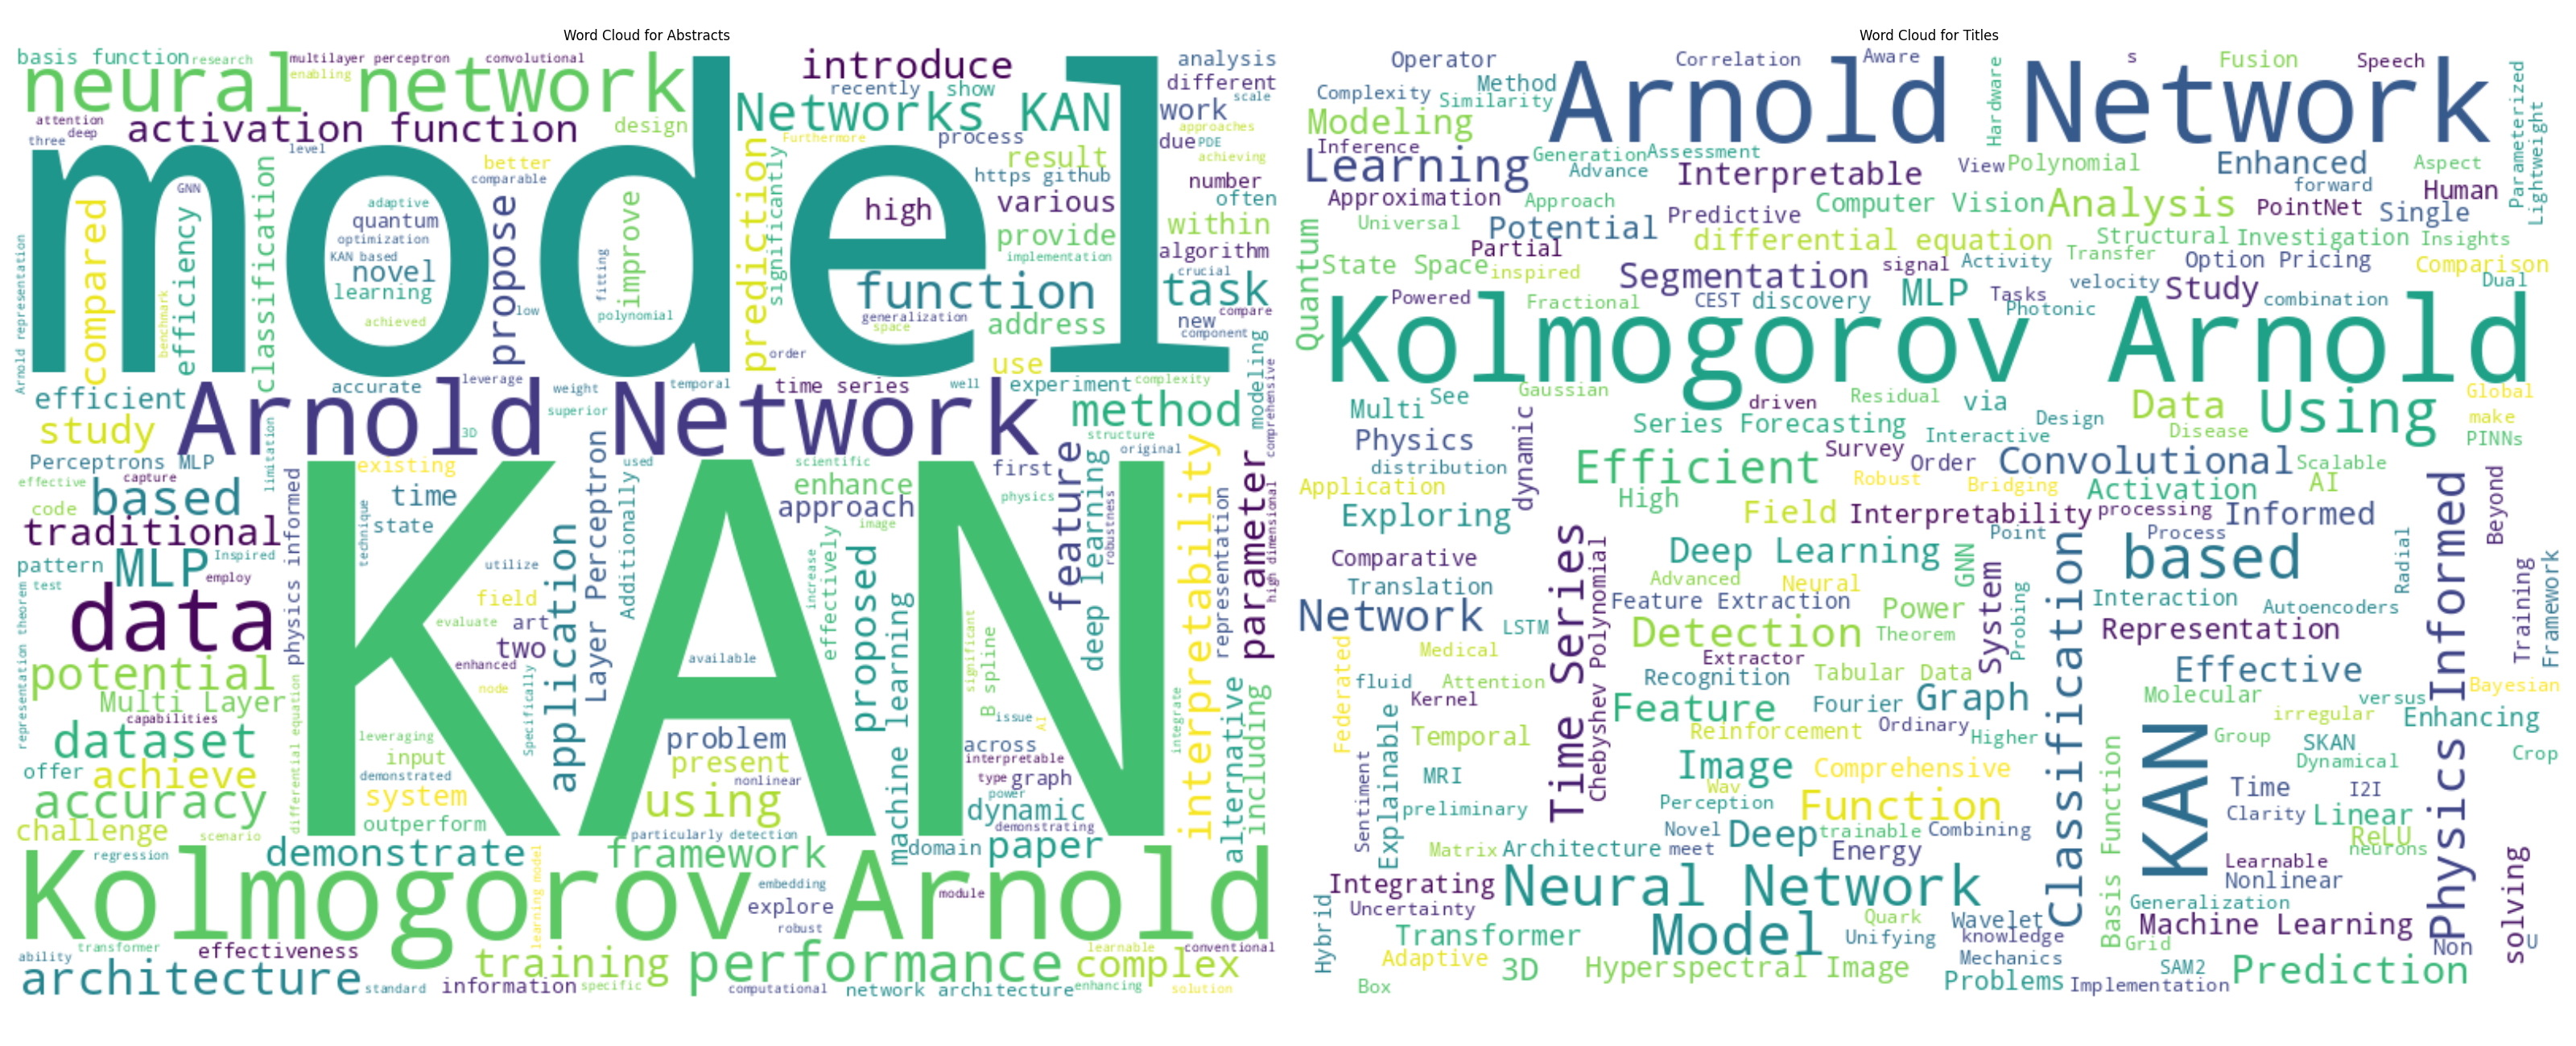 Word Cloud for Abstracts
basis function
research
multilayer perceptron
convolutional
enabling
neural network
introduce
recently
show
analysis
different
scale
work
Networks KAN
attention
deep
three
activation function
design
level
Furthermore
process
approaches
due
PDE
achieving
model
GNN
better
comparable
result
https github
number
often
adaptive
quantum
optimization
KAN based
novel
learning
achieved
propose
low
fitting
improve
polynomial
prediction
significantly
high
various
provide
implementation
within
algorithm
crucial
function
generalization
space
address
task
compare
new
component
compared
benchmark
efficiency
classification
Arnold representation
order
use
modeling
comprehensive
accurate
leverage
weight
temporal
time series
well
experiment
complexity
efficient
superior
study
Arnold Network
3D
method
structure
original
limitation
Perceptrons MLP
effective
capture
existing
used
scientific
first
based
code
time
state
technique
enhance
approach
image
physics
feature
deep learning
robustness
interpretability
representation
parameter
high dimensional
traditional
physics informed
pattern
MLP
Inspired
employ
test
KAN
utilize
field
evaluate
art
two
enhanced
node
Specifically
application
Layer Perceptron
Additionally
increase
effectively
proposed
machine learning
available
significant
B spline
issue
AI
data
representation theorem
potential
Multi Layer
capabilities
differential equation
dataset
offer
achieve
accuracy
challenge
scenario
leveraging
input
demonstrated
system
outperform
problem
present
nonlinear
using
particularly detection
across
interpretable
type
graph
power
dynamic
demonstrating
integrate
alternative
including
regression
demonstrate
framework
domain
paper
Kolmogorov Arnold
learning model
embedding
explore
robust
module
ability
transformer
effectiveness
training
performance
learnable
conventional
complex
architecture
standard
information
specific
computational
network architecture
enhancing
solution
Word Cloud for Titles
Operator
Correlation
Aware
s
Fusion
Speech
Complexity
Method
Similarity
Arnold Network
Hardware
Parameterized
Lightweight
Modeling
Inference
Learning
Generation
Assessment
Advance
Interpretable
View
Polynomial
Enhanced
Aspect
forward
Human
Approximation
Approach
Predictive
Computer Vision
Analysis
PointNet
Single
Universal
Potential
Partial
differential equation
Structural
Investigation
Insights
Quantum
State Space
inspired
Segmentation
signal
Activity
Transfer
Option Pricing
Comparison
Powered
Fractional
CEST
discovery
MLP
Tasks
velocity
Photonic
Study
combination
Dual
Kolmogorov Arnold
Multi
See
Gaussian
driven
Residual
via
Design
Data
Disease
Using
Global
make
PINNs
Physics
dynamic
Series Forecasting
Interactive
distribution
Survey
Order
Convolutional
Scalable
Application
Efficient
Robust
Bridging
Activation
AI
High
Exploring
Field
Interpretability
processing
Informed
Beyond
Comparative
Deep Learning
Point
Process
Radial
Translation
Advanced
Neural
GNN
based
Training
Framework
Network
LSTM
Time Series
Chebyshev Polynomial
Feature Extraction
Power
System
Probing
Classification
Interaction
Autoencoders
Detection
Theorem
Representation
Federated
Medical
Extractor
Effective
fluid
Attention
Recognition
Tabular Data
Molecular
versus
Bayesian
Kernel
Feature
Fourier
Graph
irregular
Enhancing
Physics Informed
Explainable
Temporal
Reinforcement
Ordinary
Higher
Group
SKAN
Dynamical
Crop
Sentiment
MRI
Image
Comprehensive
Wav
KAN
Time
I2I
preliminary
Perception
Function
Basis Function
Clarity
Linear
ReLU
neurons
Matrix
Architecture
Novel
meet
Deep
trainable
Combining
Energy
Learnable
Nonlinear
solving
Integrating
Neural Network
Generalization
Hybrid
Uncertainty
Quark
Wavelet
Machine Learning
Transformer
Model
Unifying
knowledge
Grid
Non
U
Adaptive
3D
Hyperspectral Image
Mechanics
SAM2
Prediction
Box
Problems
Implementation